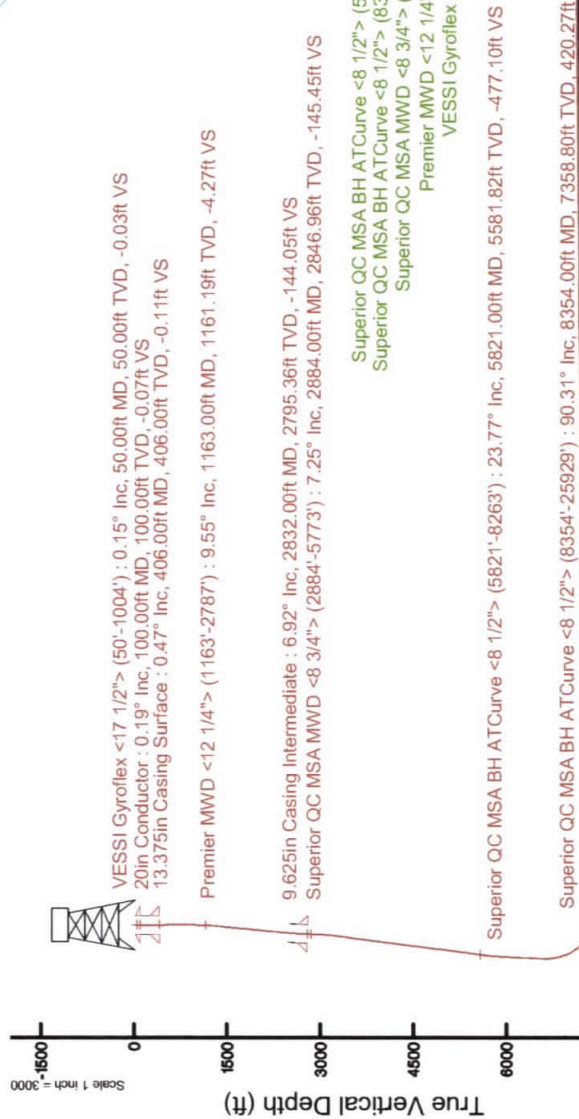 Scale 1 inch = 3000
True Vertical Depth (ft)
-1500
0
1500
3000
4500
6000
VESSI Gyroflex <17 1/2"> (50'-1004') : 0.15° Inc, 50.00ft MD, 50.00ft TVD, -0.03ft VS
20in Conductor : 0.19° Inc, 100.00ft MD, 100.00ft TVD, -0.07ft VS
13.375in Casing Surface : 0.47° Inc, 406.00ft MD, 406.00ft TVD, -0.11ft VS
Premier MWD <12 1/4"> (1163'-2787') : 9.55° Inc, 1163.00ft MD, 1161.19ft TVD, -4.27ft VS
9.625in Casing Intermediate : 6.92° Inc, 2832.00ft MD, 2795.36ft TVD, -144.05ft VS
Superior QC MSA MWD <8 3/4"> (2884'-5773') : 7.25° Inc, 2884.00ft MD, 2846.96ft TVD, -145.45ft VS
Superior QC MSA BH ATCurve <8 1/2"> (5
Superior QC MSA BH ATCurve <8 1/2"> (83
Superior QC MSA MWD <8 3/4"> (
Premier MWD <12 1/4
VESSI Gyroflex
Superior QC MSA BH ATCurve <8 1/2"> (5821'-8263') : 23.77° Inc, 5821.00ft MD, 5581.82ft TVD, -477.10ft VS
Superior QC MSA BH ATCurve <8 1/2"> (8354'-25929') : 90.31° Inc, 8354.00ft MD, 7358.80ft TVD, 420.27ft